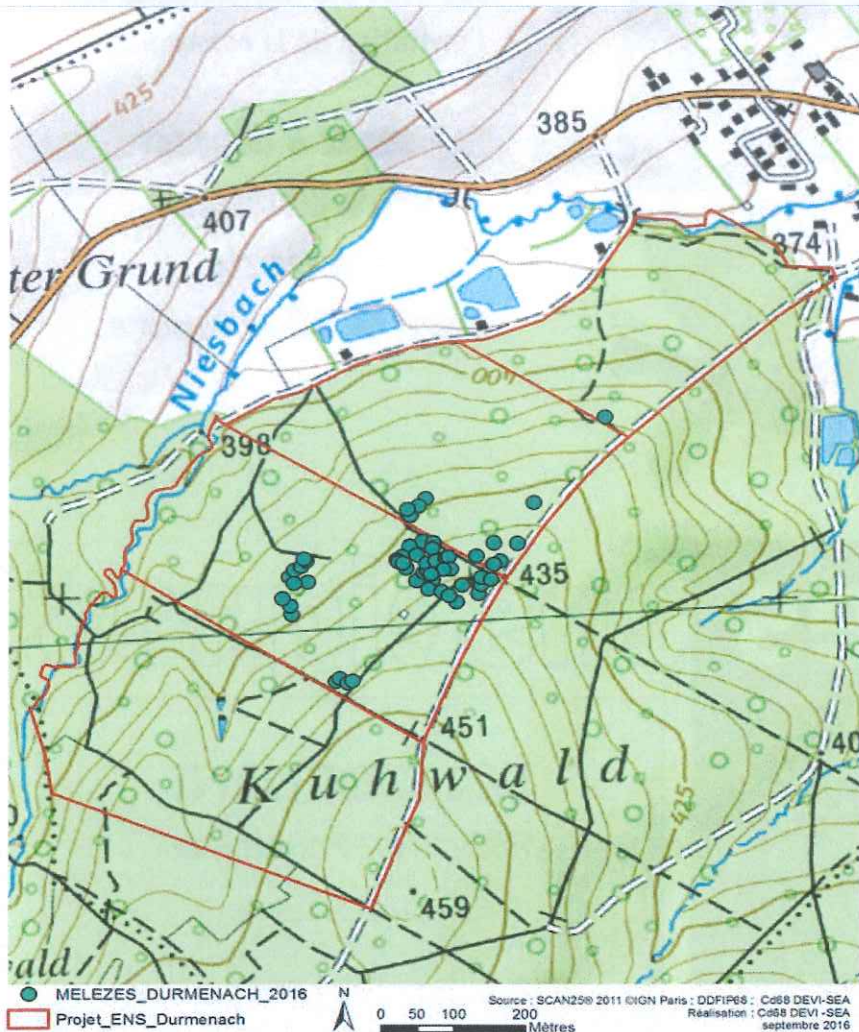 425
385
407
374
ter Grund
Niesbach
400
398
435
451
Kuhwald
40
425
459
wald
MELEZES_DURMENACH_2016
Projet_ENS_Durmenach
N
0 50 100 200
Mètres
Source : SCAN25® 2011 ©IGN Paris ; DDFIP68 ; Cd68 DEVI-SEA
Réalisation ; Cd68 DEVI -SEA
septembre 2016